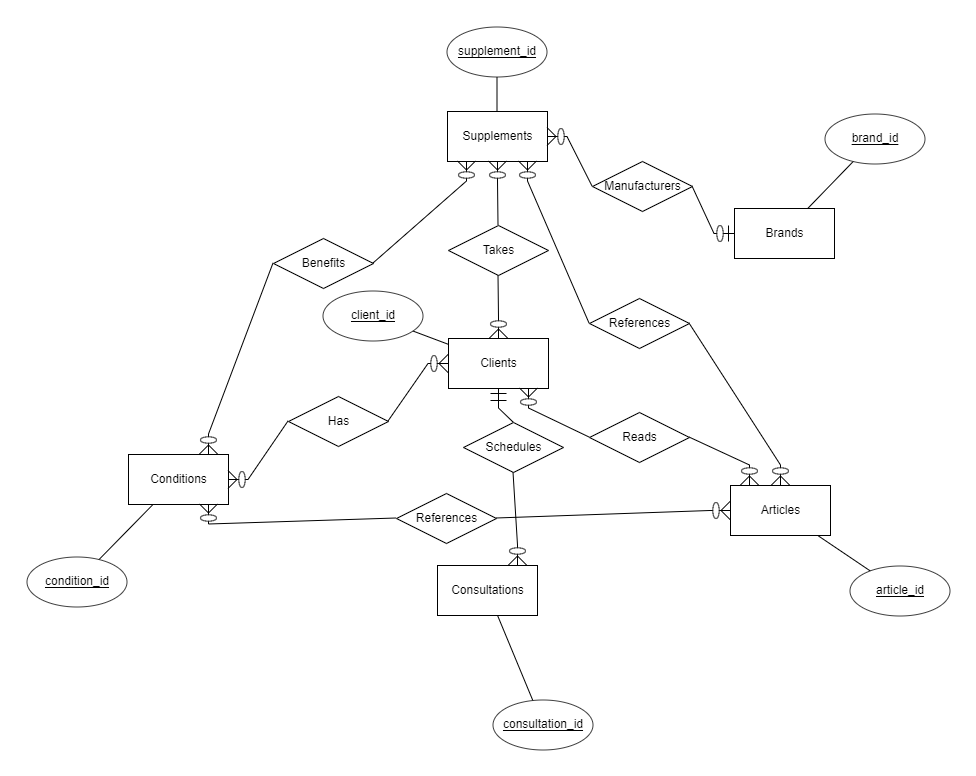 supplement_id
Supplements
brand_id
Manufacturers
Brands
Takes
Benefits
client_id
References
Clients
Has
Reads
Schedules
Conditions
Articles
References
condition_id
Consultations
article_id
consultation_id